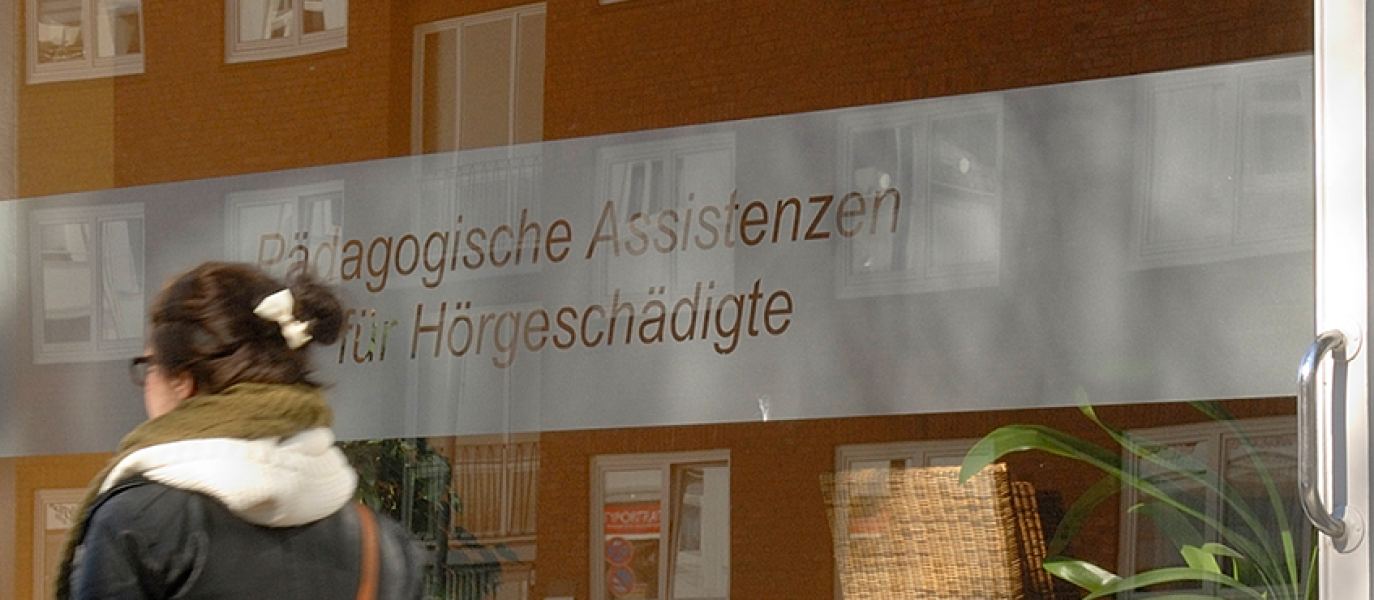 Pädagogische Assistenzen
für Hörgeschädigte